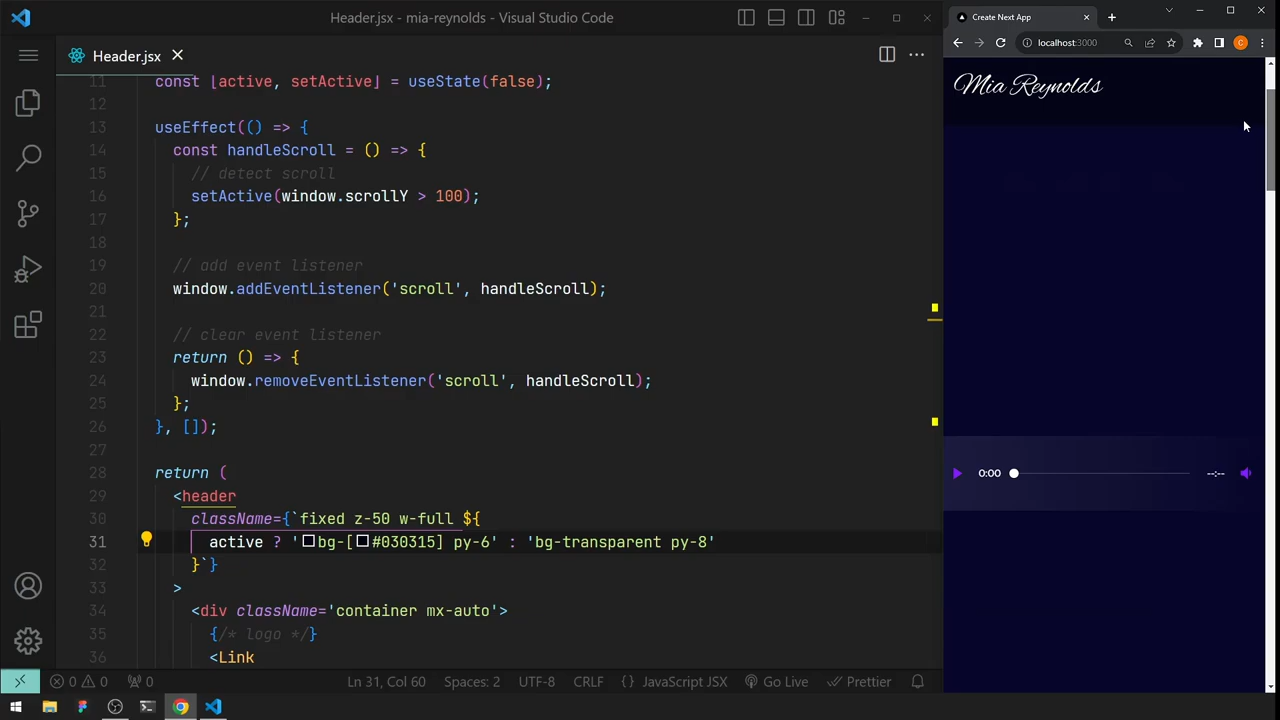 Header.jsx - mia-reynolds - Visual Studio Code
Header.jsx
11 const [active, setActive] = useState(false);
12
13 useEffect(() => {
14 const handleScroll = () => {
15 // detect scroll
16 setActive(window.scrollY > 100);
17 };
18
19 // add event listener
20 window.addEventListener('scroll', handleScroll);
21
22 // clear event listener
23 return () => {
24 window.removeEventListener('scroll', handleScroll);
25 };
26 }, []);
27
28 return (
29 <header
30 className={`fixed z-50 w-full ${
31 active ? 'bg-[#030315] py-6' : 'bg-transparent py-8'
32 }`}
33 >
34 <div className='container mx-auto'>
35 {/* logo */}
36 <Link
0 0 0 Ln 31, Col 60 Spaces: 2 UTF-8 CRLF {} JavaScript JSX Go Live Prettier
Create Next App
localhost:3000
C
Mia Reynolds
0:00 --:--